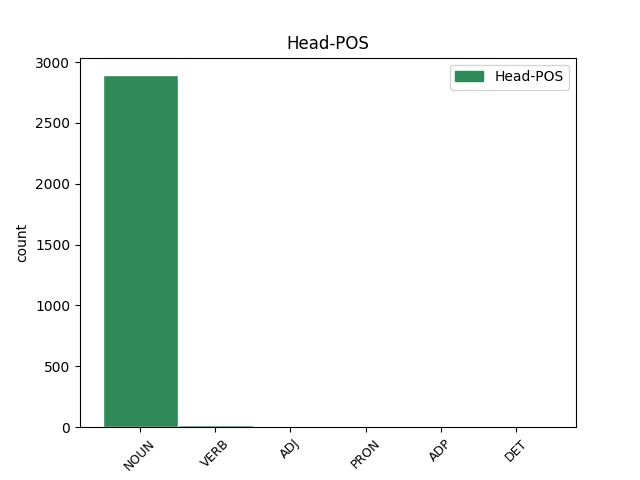 Head-POS
Head-POS
count
3000
2500
2000
1500
1000
500
0
NOUN
VERB
ADJ
PRON
ADP
DET